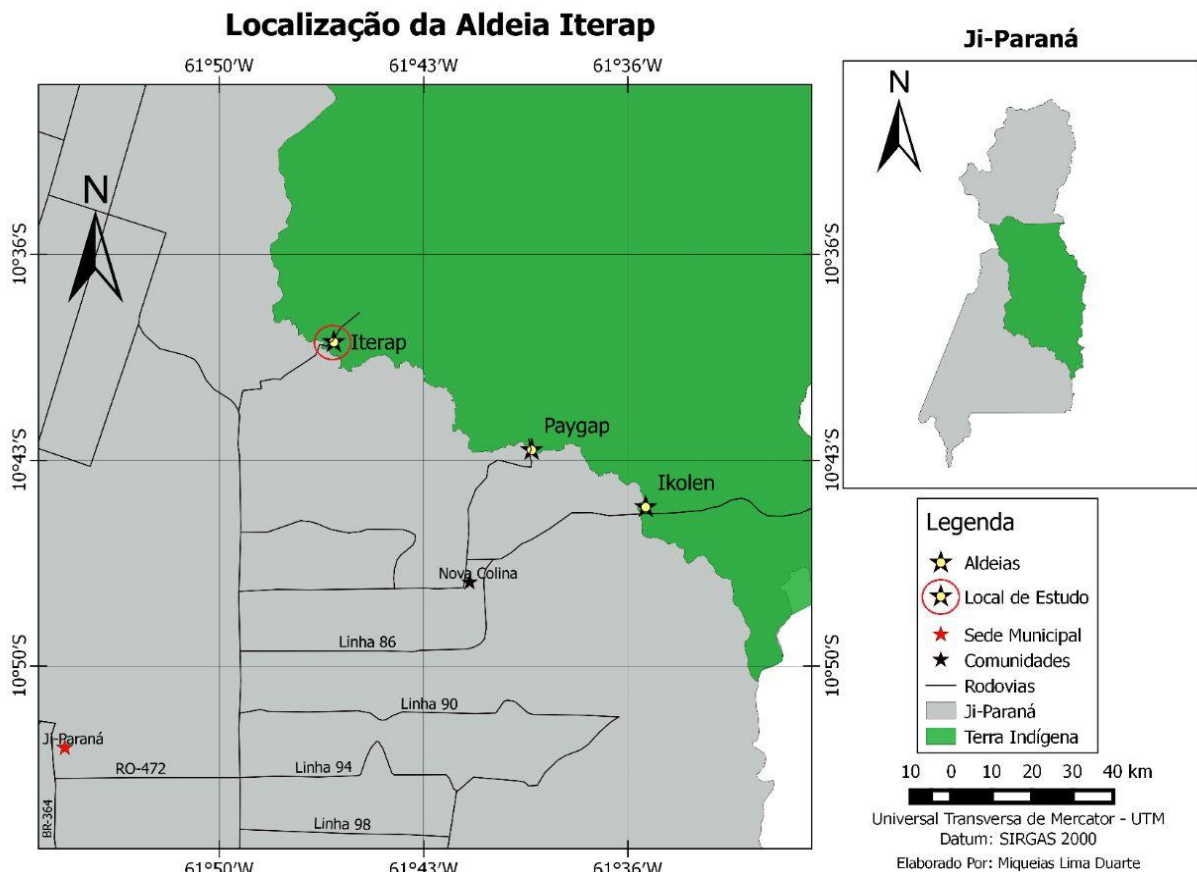 Localização da Aldeia Iterap
61°50'W 61°43'W 61°36'W
N
10°36'S 10°36'S
Iterap
Paygap
10°43'S 10°43'S
Ikolen
Nova Colina
Linha 86
10°50'S 10°50'S
Linha 90
Ji-Paraná
RO-472 Linha 94
BR-364
Linha 98
61°50'W 61°43'W 61°36'W
Ji-Paraná
N
Legenda
Aldeias
Local de Estudo
Sede Municipal
Comunidades
Rodovias
Ji-Paraná
Terra Indígena
10 0 10 20 30 40 km
Universal Transversa de Mercator - UTM
Datum: SIRGAS 2000
Elaborado Por: Miqueias Lima Duarte